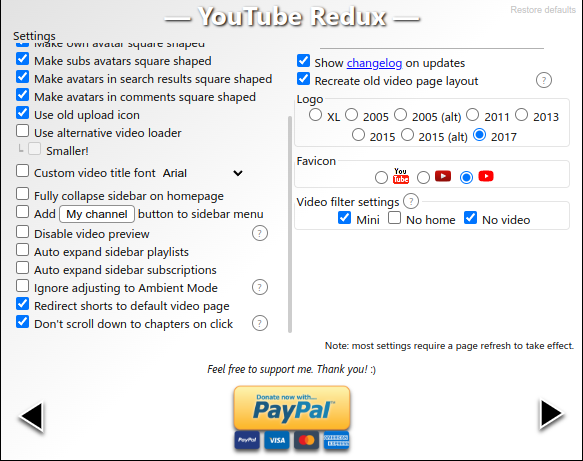 — YouTube Redux —
Restore defaults
Settings
Make own avatar square shaped
Make subs avatars square shaped
Make avatars in search results square shaped
Make avatars in comments square shaped
Use old upload icon
Use alternative video loader
Smaller!
Custom video title font Arial
Fully collapse sidebar on homepage
Add My channel button to sidebar menu
Disable video preview ?
Auto expand sidebar playlists
Auto expand sidebar subscriptions
Ignore adjusting to Ambient Mode ?
Redirect shorts to default video page
Don't scroll down to chapters on click ?
Show changelog on updates
Recreate old video page layout ?
Logo
XL 2005 2005 (alt) 2011 2013
2015 2015 (alt) 2017
Favicon
You
Tube
Video filter settings ?
Mini No home No video
Note: most settings require a page refresh to take effect.
Feel free to support me. Thank you! :)
Donate now with...
PayPal
PayPal VISA MasterCard AMERICAN EXPRESS